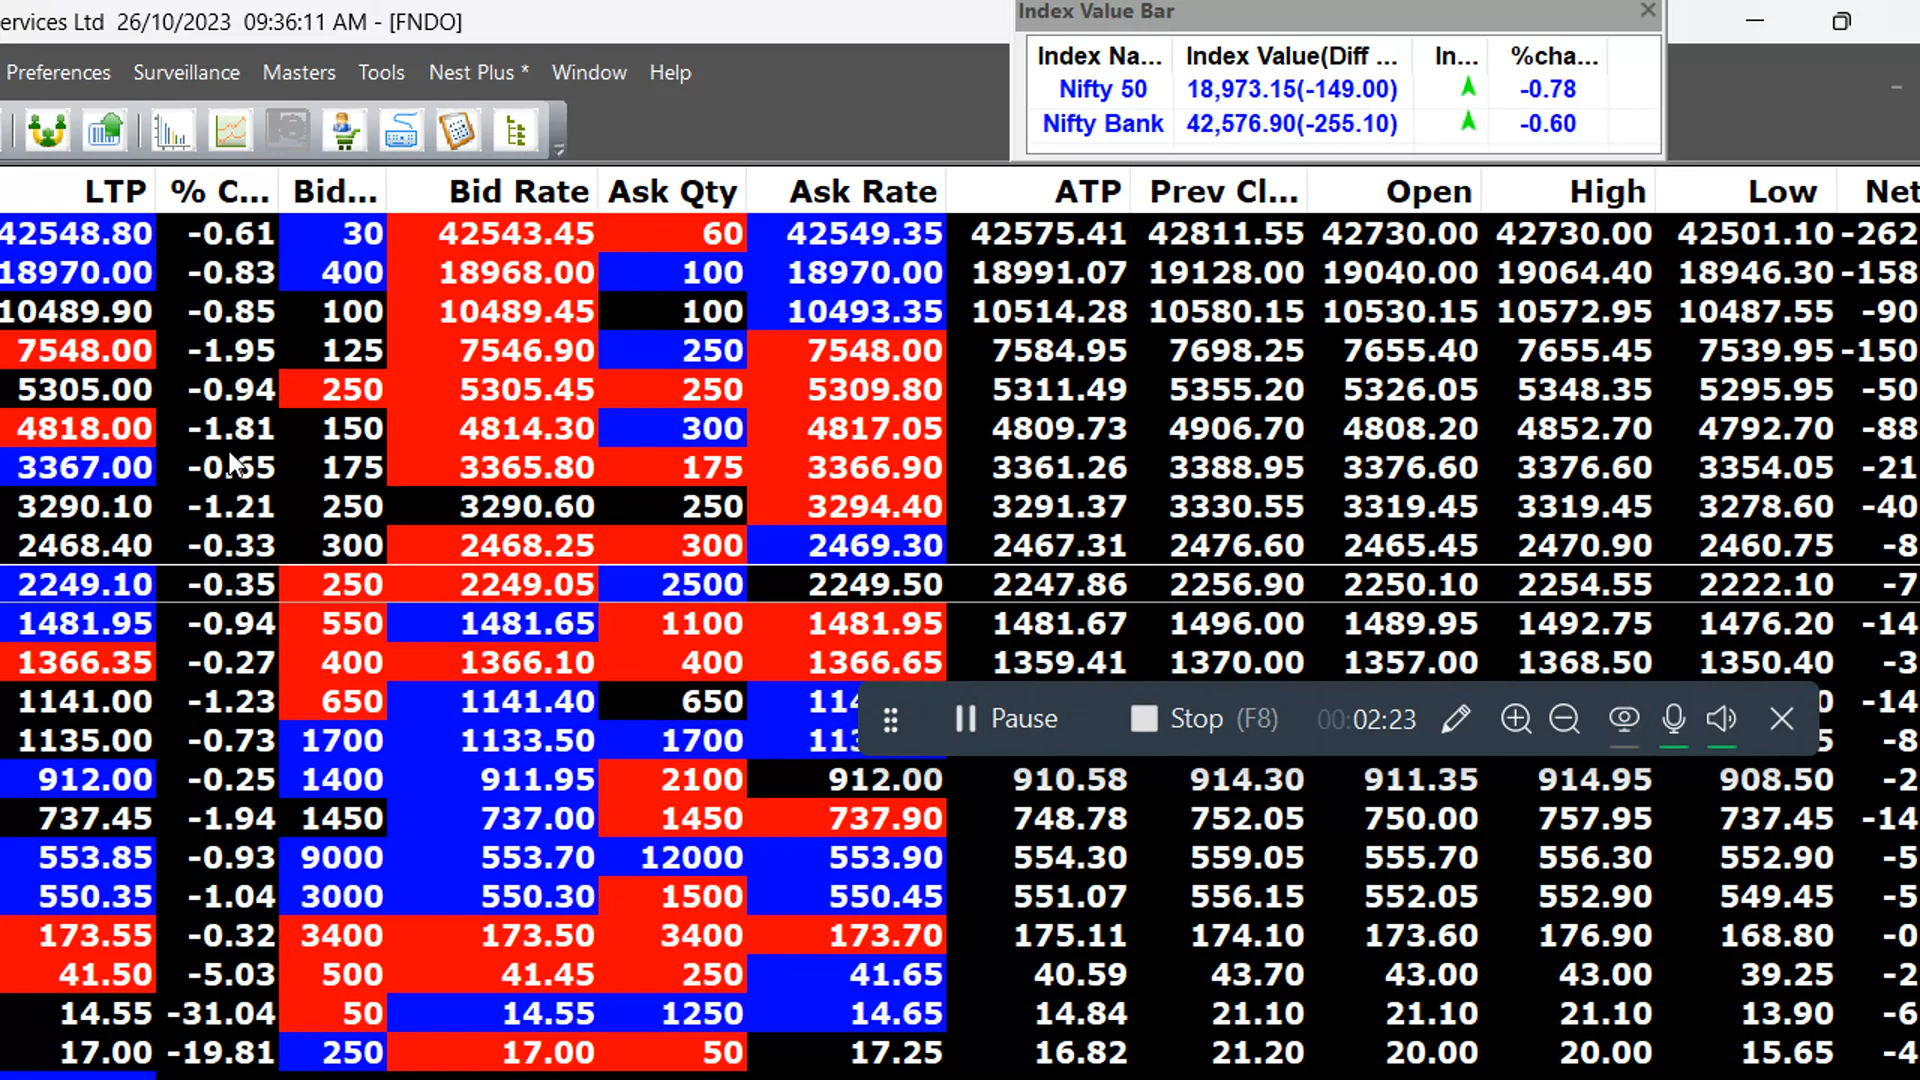 ervices Ltd 26/10/2023 09:36:11 AM - [FNDO]
Index Value Bar
Preferences Surveillance Masters Tools Nest Plus * Window Help
Index Na... Index Value(Diff ... In... %cha...
Nifty 50 18,973.15(-149.00) -0.78
Nifty Bank 42,576.90(-255.10) -0.60
LTP % C... Bid... Bid Rate Ask Qty Ask Rate ATP Prev Cl... Open High Low Net
42548.80 -0.61 30 42543.45 60 42549.35 42575.41 42811.55 42730.00 42730.00 42501.10 -262
18970.00 -0.83 400 18968.00 100 18970.00 18991.07 19128.00 19040.00 19064.40 18946.30 -158
10489.90 -0.85 100 10489.45 100 10493.35 10514.28 10580.15 10530.15 10572.95 10487.55 -90
7548.00 -1.95 125 7546.90 250 7548.00 7584.95 7698.25 7655.40 7655.45 7539.95 -150
5305.00 -0.94 250 5305.45 250 5309.80 5311.49 5355.20 5326.05 5348.35 5295.95 -50
4818.00 -1.81 150 4814.30 300 4817.05 4809.73 4906.70 4808.20 4852.70 4792.70 -88
3367.00 175 3365.80 175 3366.90 3361.26 3388.95 3376.60 3376.60 3354.05 -21
3290.10 -1.21 250 3290.60 250 3294.40 3291.37 3330.55 3319.45 3319.45 3278.60 -40
2468.40 -0.33 300 2468.25 300 2469.30 2467.31 2476.60 2465.45 2470.90 2460.75 -8
2249.10 -0.35 250 2249.05 2500 2249.50 2247.86 2256.90 2250.10 2254.55 2222.10 -7
1481.95 -0.94 550 1481.65 1100 1481.95 1481.67 1496.00 1489.95 1492.75 1476.20 -14
1366.35 -0.27 400 1366.10 400 1366.65 1359.41 1370.00 1357.00 1368.50 1350.40 -3
1141.00 -1.23 650 1141.40 650 114 0 -14
Pause Stop (F8) 00:02:23
1135.00 -0.73 1700 1133.50 1700 113 5 -8
912.00 -0.25 1400 911.95 2100 912.00 910.58 914.30 911.35 914.95 908.50 -2
737.45 -1.94 1450 737.00 1450 737.90 748.78 752.05 750.00 757.95 737.45 -14
553.85 -0.93 9000 553.70 12000 553.90 554.30 559.05 555.70 556.30 552.90 -5
550.35 -1.04 3000 550.30 1500 550.45 551.07 556.15 552.05 552.90 549.45 -5
173.55 -0.32 3400 173.50 3400 173.70 175.11 174.10 173.60 176.90 168.80 -0
41.50 -5.03 500 41.45 250 41.65 40.59 43.70 43.00 43.00 39.25 -2
14.55 -31.04 50 14.55 1250 14.65 14.84 21.10 21.10 21.10 13.90 -6
17.00 -19.81 250 17.00 50 17.25 16.82 21.20 20.00 20.00 15.65 -4